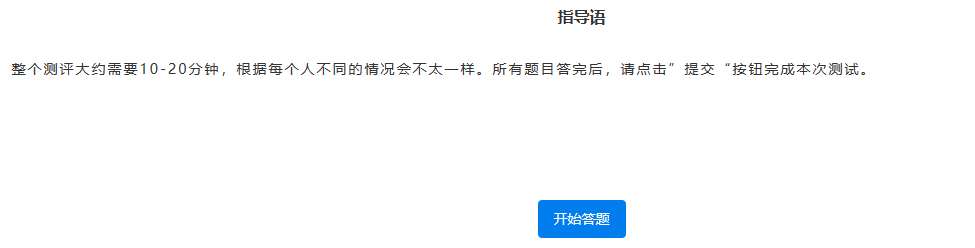 指导语
整个测评大约需要10-20分钟，根据每个人不同的情况会不太一样。所有题目答完后，请点击”提交“按钮完成本次测试。
开始答题